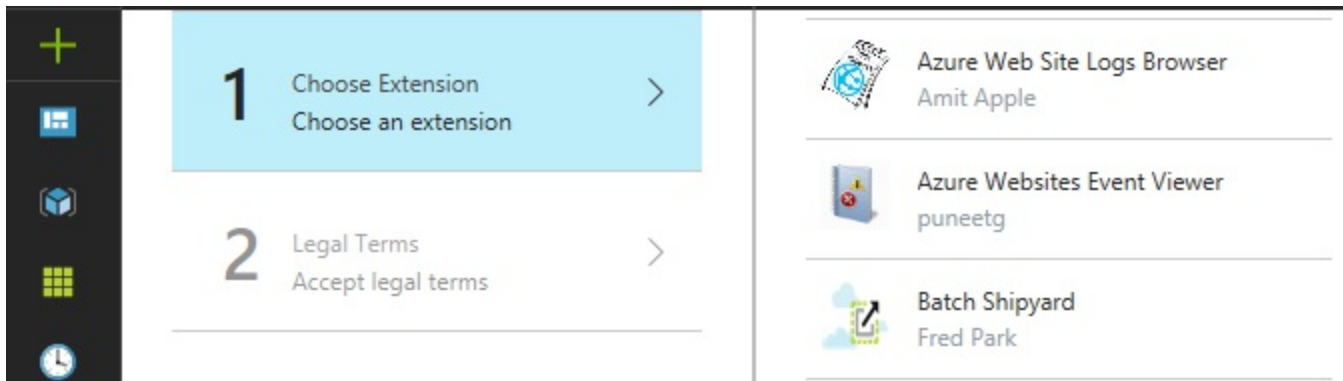 1
Choose Extension
Choose an extension
2
Legal Terms
Accept legal terms
Azure Web Site Logs Browser
Amit Apple
Azure Websites Event Viewer
puneetg
Batch Shipyard
Fred Park